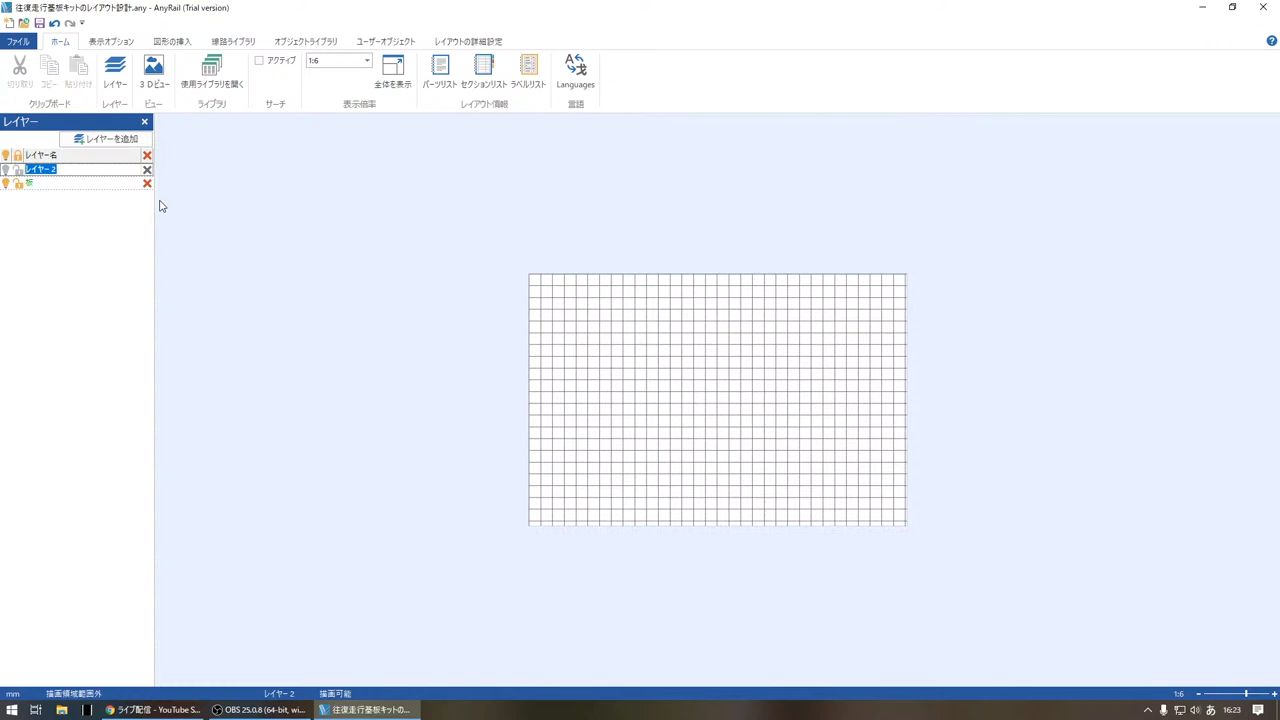 往復走行基板キットのレイアウト設計.any - AnyRail (Trial version)
ファイル ホーム 表示オプション 図形の挿入 線路ライブラリ オブジェクトライブラリ ユーザーオブジェクト レイアウトの詳細設定
アクティブ 1:6
切り取り コピー 貼り付け レイヤー 3 Dビュー 使用ライブラリを開く 全体を表示 パーツリスト セクションリスト ラベルリスト Languages
クリップボード レイヤー ビュー ライブラリ サーチ 表示倍率 レイアウト情報 言語
レイヤー
レイヤーを追加
レイヤー名
レイヤー 2
板
mm 描画領域範囲外 レイヤー 2 描画可能 1:6
ライブ配信 - YouTube S... OBS 25.0.8 (64-bit, wi... 往復走行基板キットの... あ 16:23